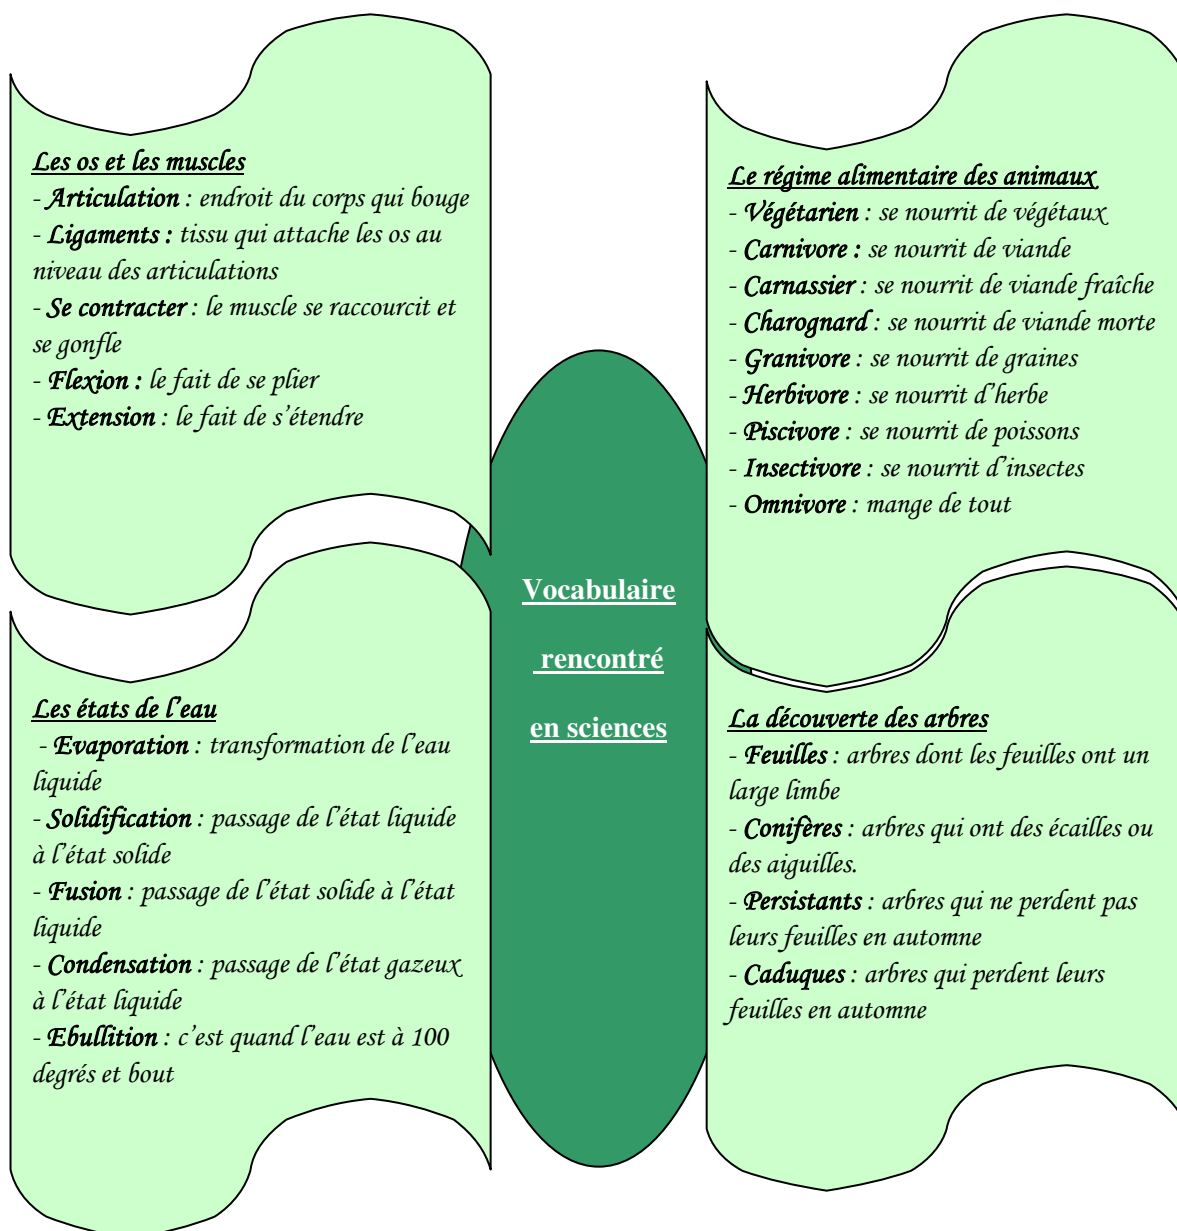 Les os et les muscles
- Articulation : endroit du corps qui bouge
- Ligaments : tissu qui attache les os au
niveau des articulations
- Se contracter : le muscle se raccourcit et
se gonfle
- Flexion : le fait de se plier
- Extension : le fait de s'étendre
Le régime alimentaire des animaux
- Végétarien : se nourrit de végétaux
- Carnivore : se nourrit de viande
- Carnassier : se nourrit de viande fraîche
- Charognard : se nourrit de viande morte
- Granivore : se nourrit de graines
- Herbivore : se nourrit d'herbe
- Piscivore : se nourrit de poissons
- Insectivore : se nourrit d'insectes
- Omnivore : mange de tout
Vocabulaire
rencontré
en sciences
Les états de l'eau
- Evaporation : transformation de l'eau
liquide
- Solidification : passage de l'état liquide
à l'état solide
- Fusion : passage de l'état solide à l'état
liquide
- Condensation : passage de l'état gazeux
à l'état liquide
- Ebullition : c'est quand l'eau est à 100
degrés et bout
La découverte des arbres
- Feuilles : arbres dont les feuilles ont un
large limbe
- Conifères : arbres qui ont des écailles ou
des aiguilles.
- Persistants : arbres qui ne perdent pas
leurs feuilles en automne
- Caduques : arbres qui perdent leurs
feuilles en automne